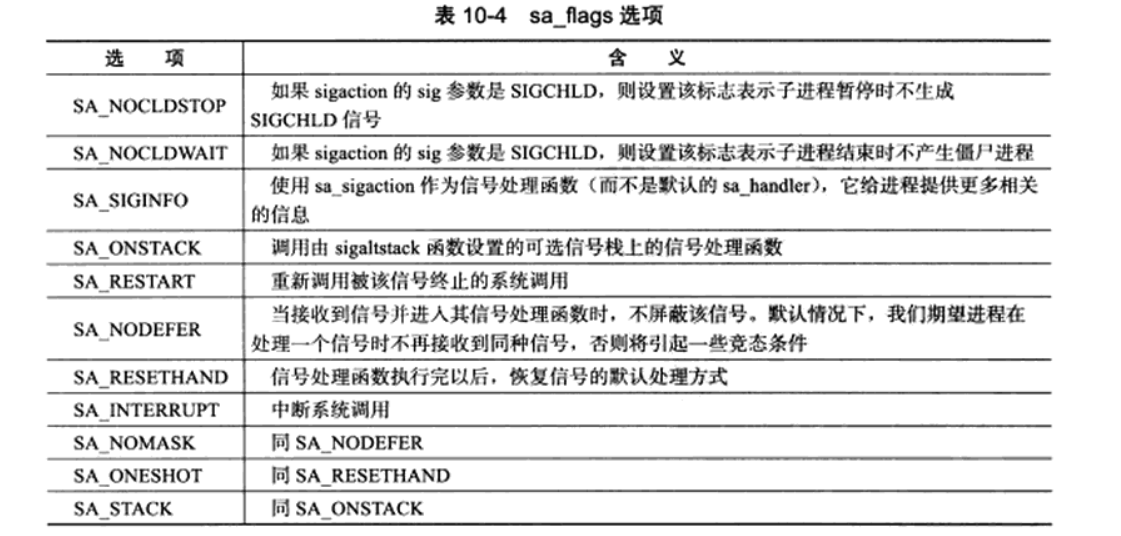 表 10-4 sa_flags 选项
选 项 含 义
SA_NOCLDSTOP 如果 sigaction 的 sig 参数是 SIGCHLD，则设置该标志表示子进程暂停时不生成
SIGCHLD 信号
SA_NOCLDWAIT 如果 sigaction 的 sig 参数是 SIGCHLD，则设置该标志表示子进程结束时不产生僵尸进程
SA_SIGINFO 使用 sa_sigaction 作为信号处理函数（而不是默认的 sa_handler），它给进程提供更多相关
的信息
SA_ONSTACK 调用由 sigaltstack 函数设置的可选信号栈上的信号处理函数
SA_RESTART 重新调用被该信号终止的系统调用
SA_NODEFER 当接收到信号并进入其信号处理函数时，不屏蔽该信号。默认情况下，我们期望进程在
处理一个信号时不再接收到同种信号，否则将引起一些竞态条件
SA_RESETHAND 信号处理函数执行完以后，恢复信号的默认处理方式
SA_INTERRUPT 中断系统调用
SA_NOMASK 同 SA_NODEFER
SA_ONESHOT 同 SA_RESETHAND
SA_STACK 同 SA_ONSTACK